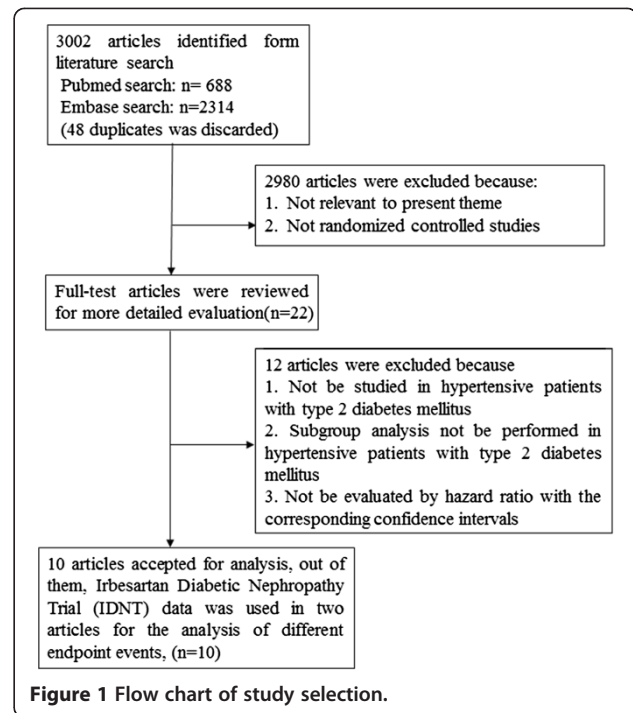 3002 articles identified form
literature search
Pubmed search: n= 688
Embase search: n=2314
(48 duplicates was discarded)
2980 articles were excluded because:
1. Not relevant to present theme
2. Not randomized controlled studies
Full-test articles were reviewed
for more detailed evaluation(n=22)
12 articles were excluded because
1. Not be studied in hypertensive patients
with type 2 diabetes mellitus
2. Subgroup analysis not be performed in
hypertensive patients with type 2 diabetes
mellitus
3. Not be evaluated by hazard ratio with the
corresponding confidence intervals
10 articles accepted for analysis, out of
them, Irbesartan Diabetic Nephropathy
Trial (IDNT) data was used in two
articles for the analysis of different
endpoint events, (n=10)
Figure 1 Flow chart of study selection.